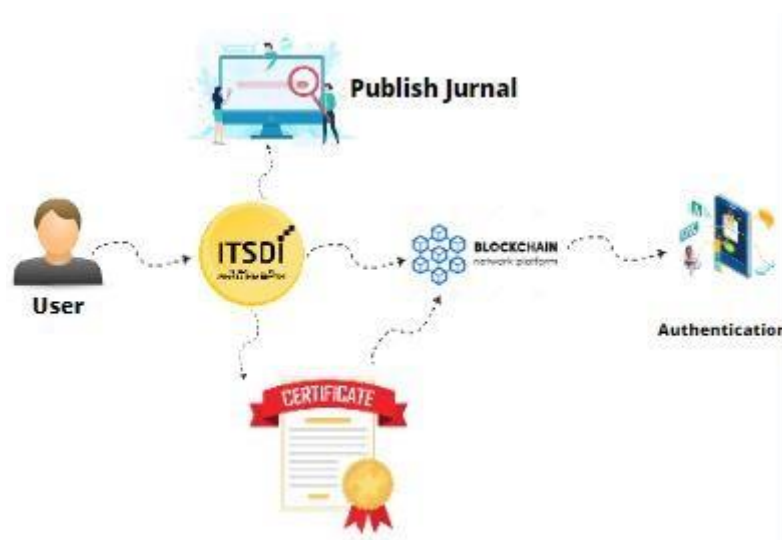 Publish Jurnal
ITSDI
BLOCKCHAIN
network platform
User
Authentication
CERTIFICATE